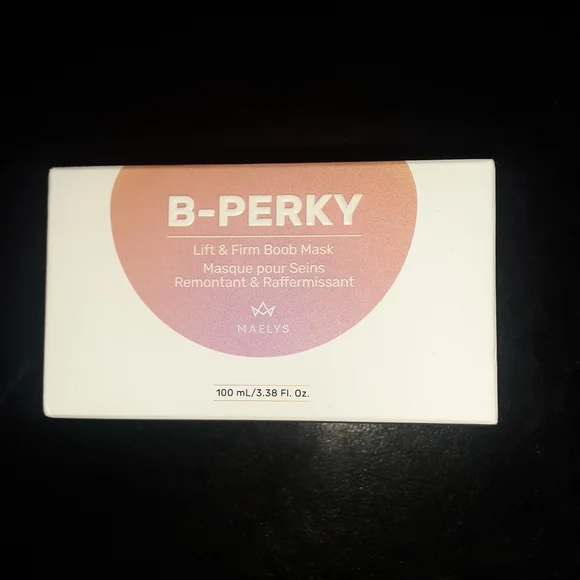 B-PERKY
Lift & Firm Boob Mask
Masque pour Seins
Remontant & Raffermissant
MAELYS
100 mL/3.38 Fl. Oz.